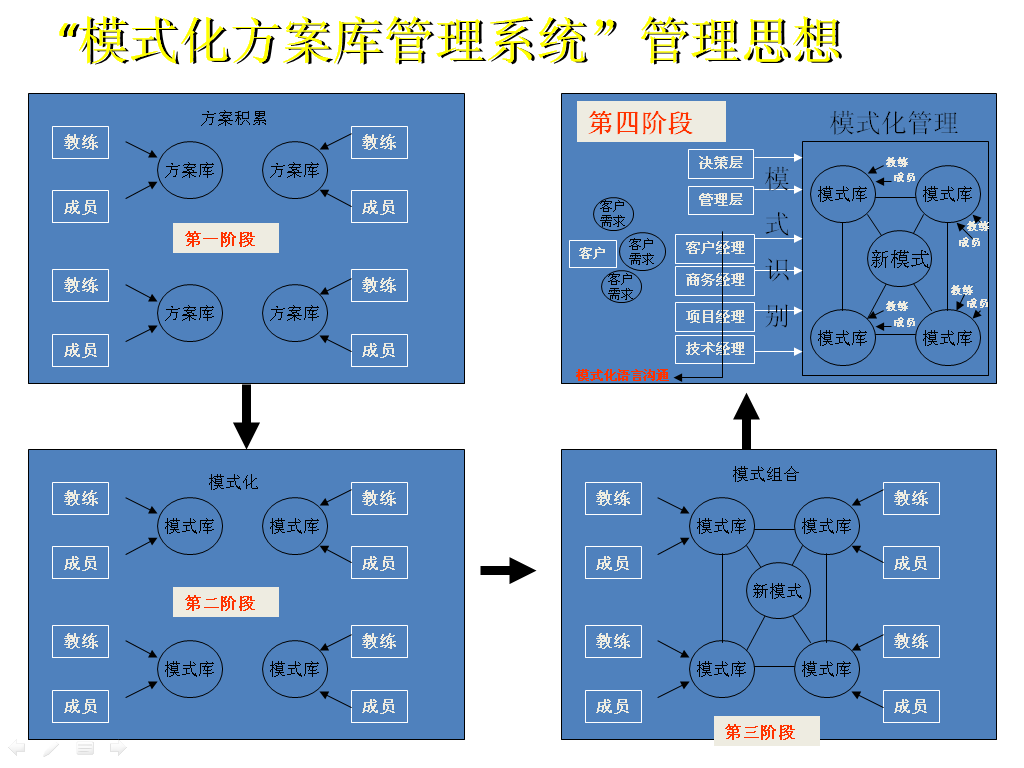 “模式化方案库管理系统”管理思想
方案积累
教练
教练
方案库
方案库
成员
成员
第一阶段
教练
教练
方案库
方案库
成员
成员
模式化
教练
教练
模式库
模式库
成员
成员
第二阶段
教练
教练
模式库
模式库
成员
成员
模式组合
教练
教练
模式库
模式库
成员
成员
新模式
教练
教练
模式库
模式库
成员
成员
第三阶段
第四阶段
模式化管理
决策层
管理层
客户经理
商务经理
项目经理
技术经理
模
式
识
别
客户
需求
客户
客户
需求
客户
需求
模式化语言沟通
教练
成员
模式库
模式库
教练
成员
新模式
教练
成员
教练
成员
模式库
模式库